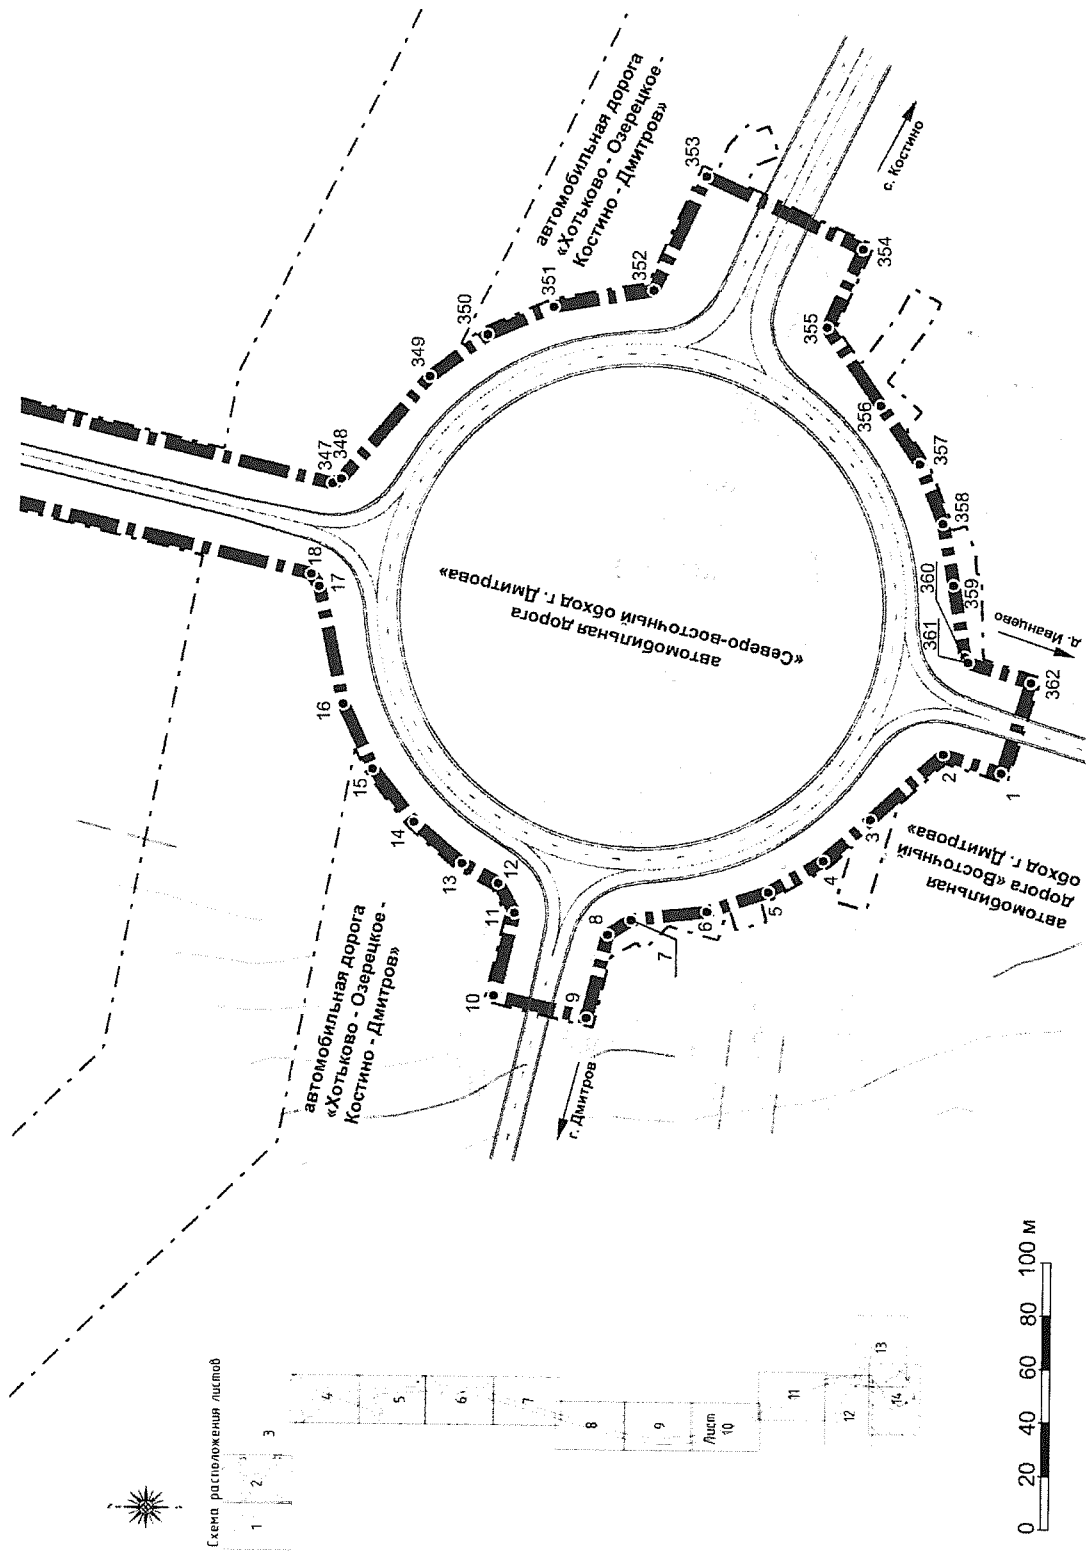 автомобильная дорога
«Хотьково - Озерецкое -
Костино - Дмитров»
353
352
351
350
349
347
348
354
355
356
357
358
359
360
361
362
с. Костино
д. Иванцево
18
17
16
15
14
13
12
11
10
9
8
7
6
5
4
3
2
1
автомобильная дорога
«Северо-восточный обход г. Дмитрова»
автомобильная
дорога «Восточный
обход г. Дмитрова»
автомобильная дорога
«Хотьково - Озерецкое -
Костино - Дмитров»
г. Дмитров
Схема расположения листов
1
2
3
4
5
6
7
8
9
Лист
10
11
12
13
14
0 20 40 60 80 100 м